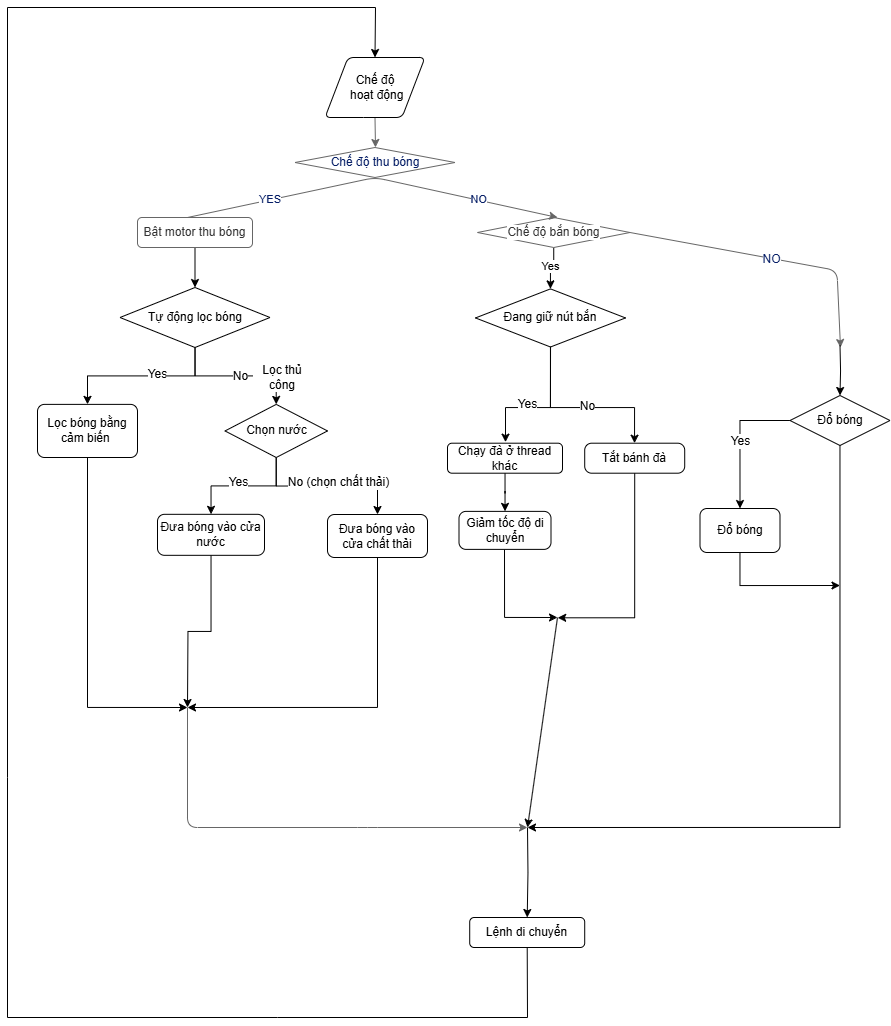 Chế độ
hoạt động
Chế độ thu bóng
YES
NO
Bật motor thu bóng
Chế độ bắn bóng
NO
Yes
Tự động lọc bóng
Đang giữ nút bắn
Yes
No
Lọc thủ
công
Yes
No
Lọc bóng bằng
cảm biến
Chọn nước
Đổ bóng
Yes
Chạy đà ở thread
khác
Tắt bánh đà
Yes
No (chọn chất thải)
Đưa bóng vào cửa
nước
Đưa bóng vào
cửa chất thải
Giảm tốc độ di
chuyển
Đổ bóng
Lệnh di chuyển